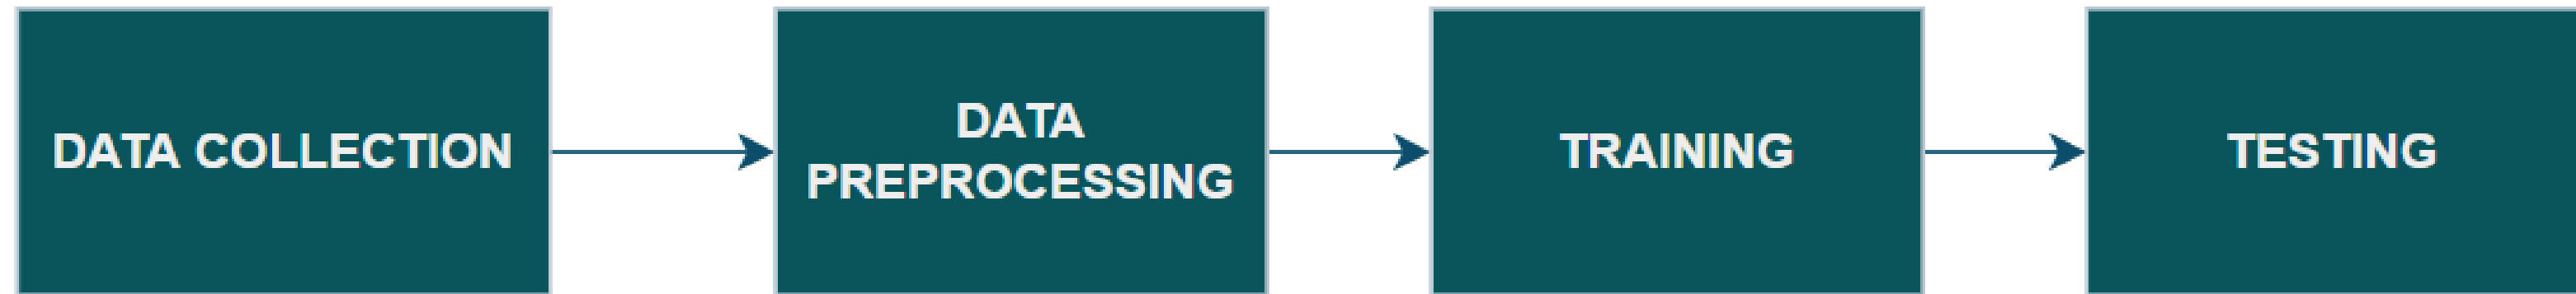 DATA COLLECTION
DATA
PREPROCESSING
TRAINING
TESTING